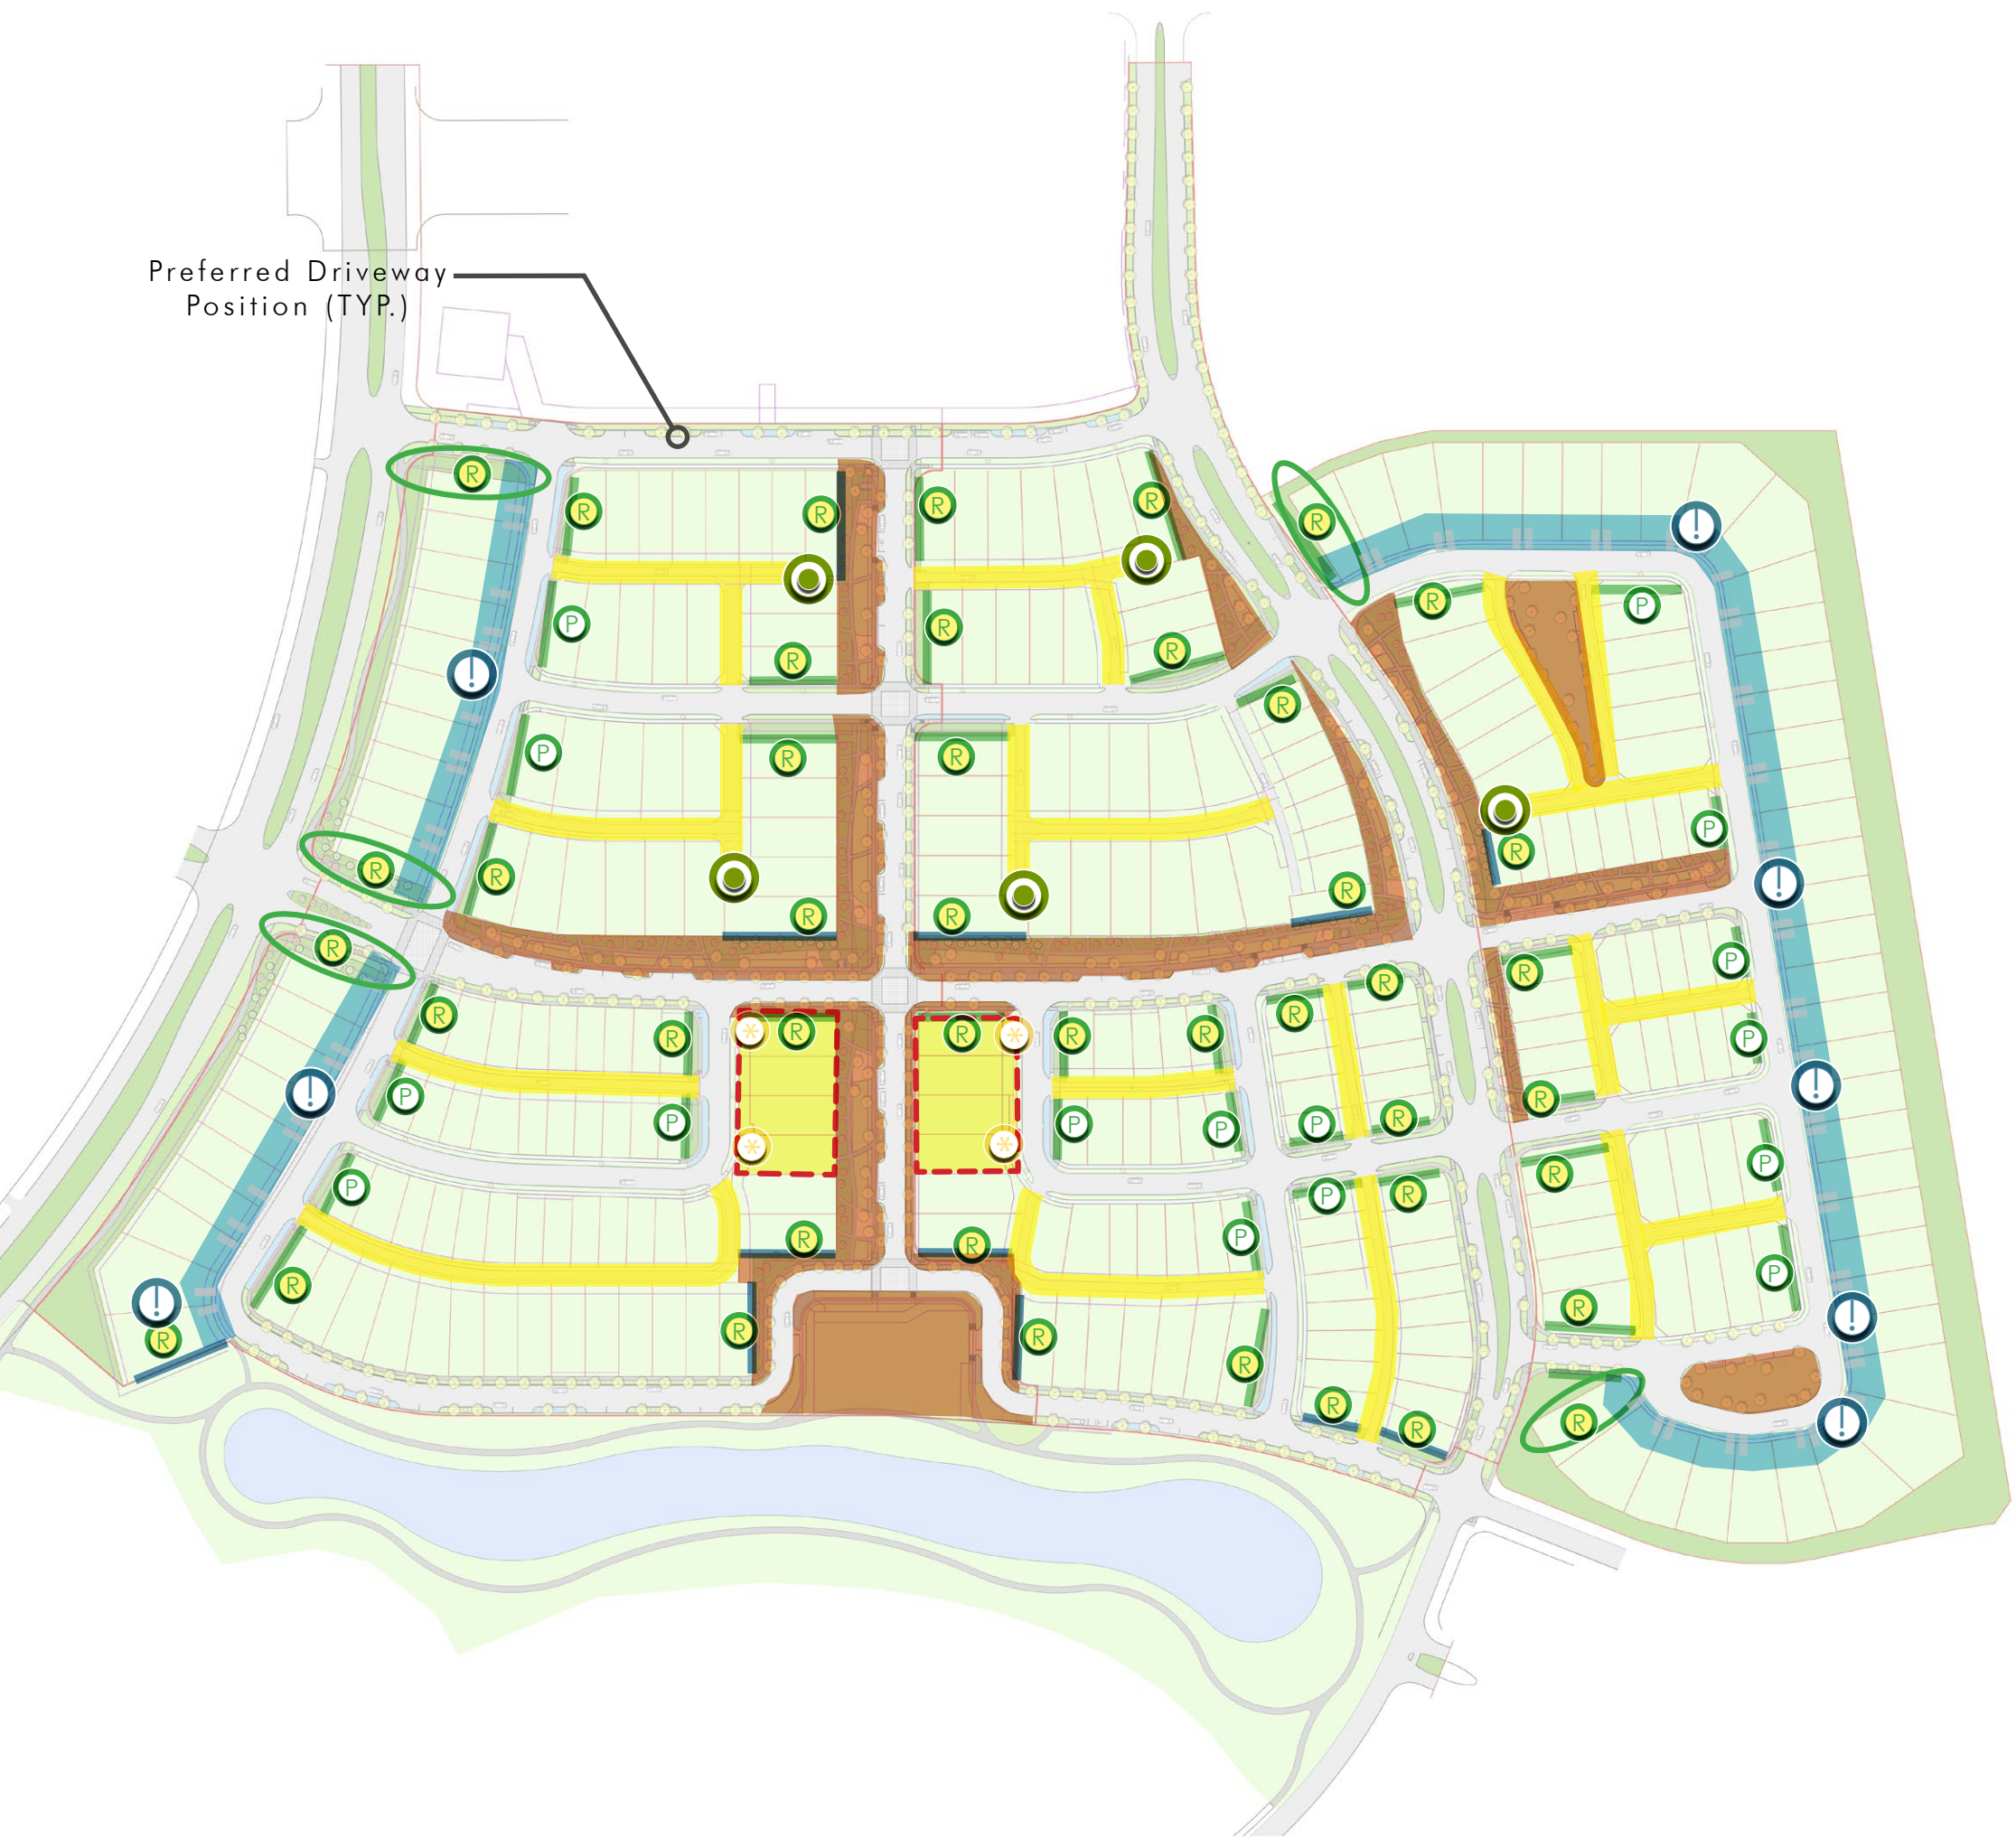 Preferred Driveway
Position (TYP.)
R
R R R R R !
P R R R R P
! R
P R R
R R R R R R P !
R R R P
R R * R R * R R R P
! P P * * P P P R R !
P P R R P
R R R P P
! R !
R R R R
R R R !